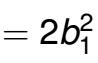 = 2b₁²